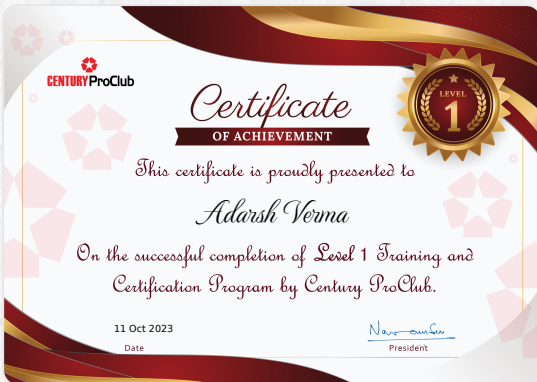 CENTURY ProClub
Certificate
OF ACHIEVEMENT
LEVEL
1
This certificate is proudly presented to
Adarsh Verma
On the successful completion of Level 1 Training and
Certification Program by Century ProClub.
11 Oct 2023
Date
President